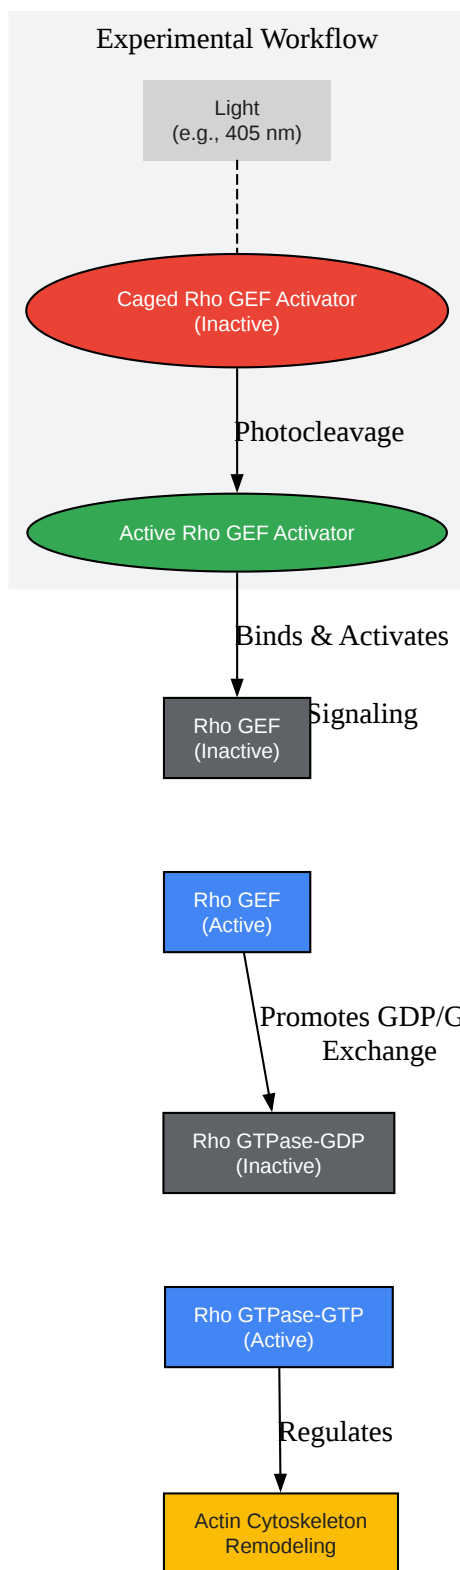 Experimental Workflow
Light
(e.g., 405 nm)
Caged Rho GEF Activator
(Inactive)
Photocleavage
Active Rho GEF Activator
Binds & Activates
Signaling
Rho GEF
(Inactive)
Rho GEF
(Active)
Promotes GDP/G
Exchange
Rho GTPase-GDP
(Inactive)
Rho GTPase-GTP
(Active)
Regulates
Actin Cytoskeleton
Remodeling